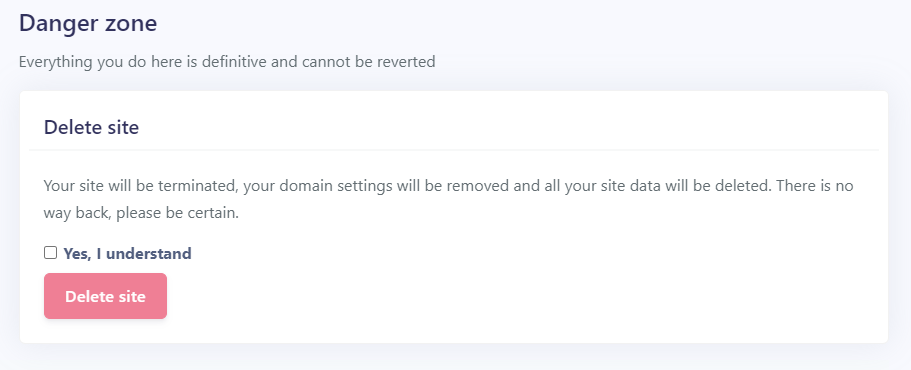 Danger zone
Everything you do here is definitive and cannot be reverted
Delete site
Your site will be terminated, your domain settings will be removed and all your site data will be deleted. There is no
way back, please be certain.
Yes, I understand
Delete site